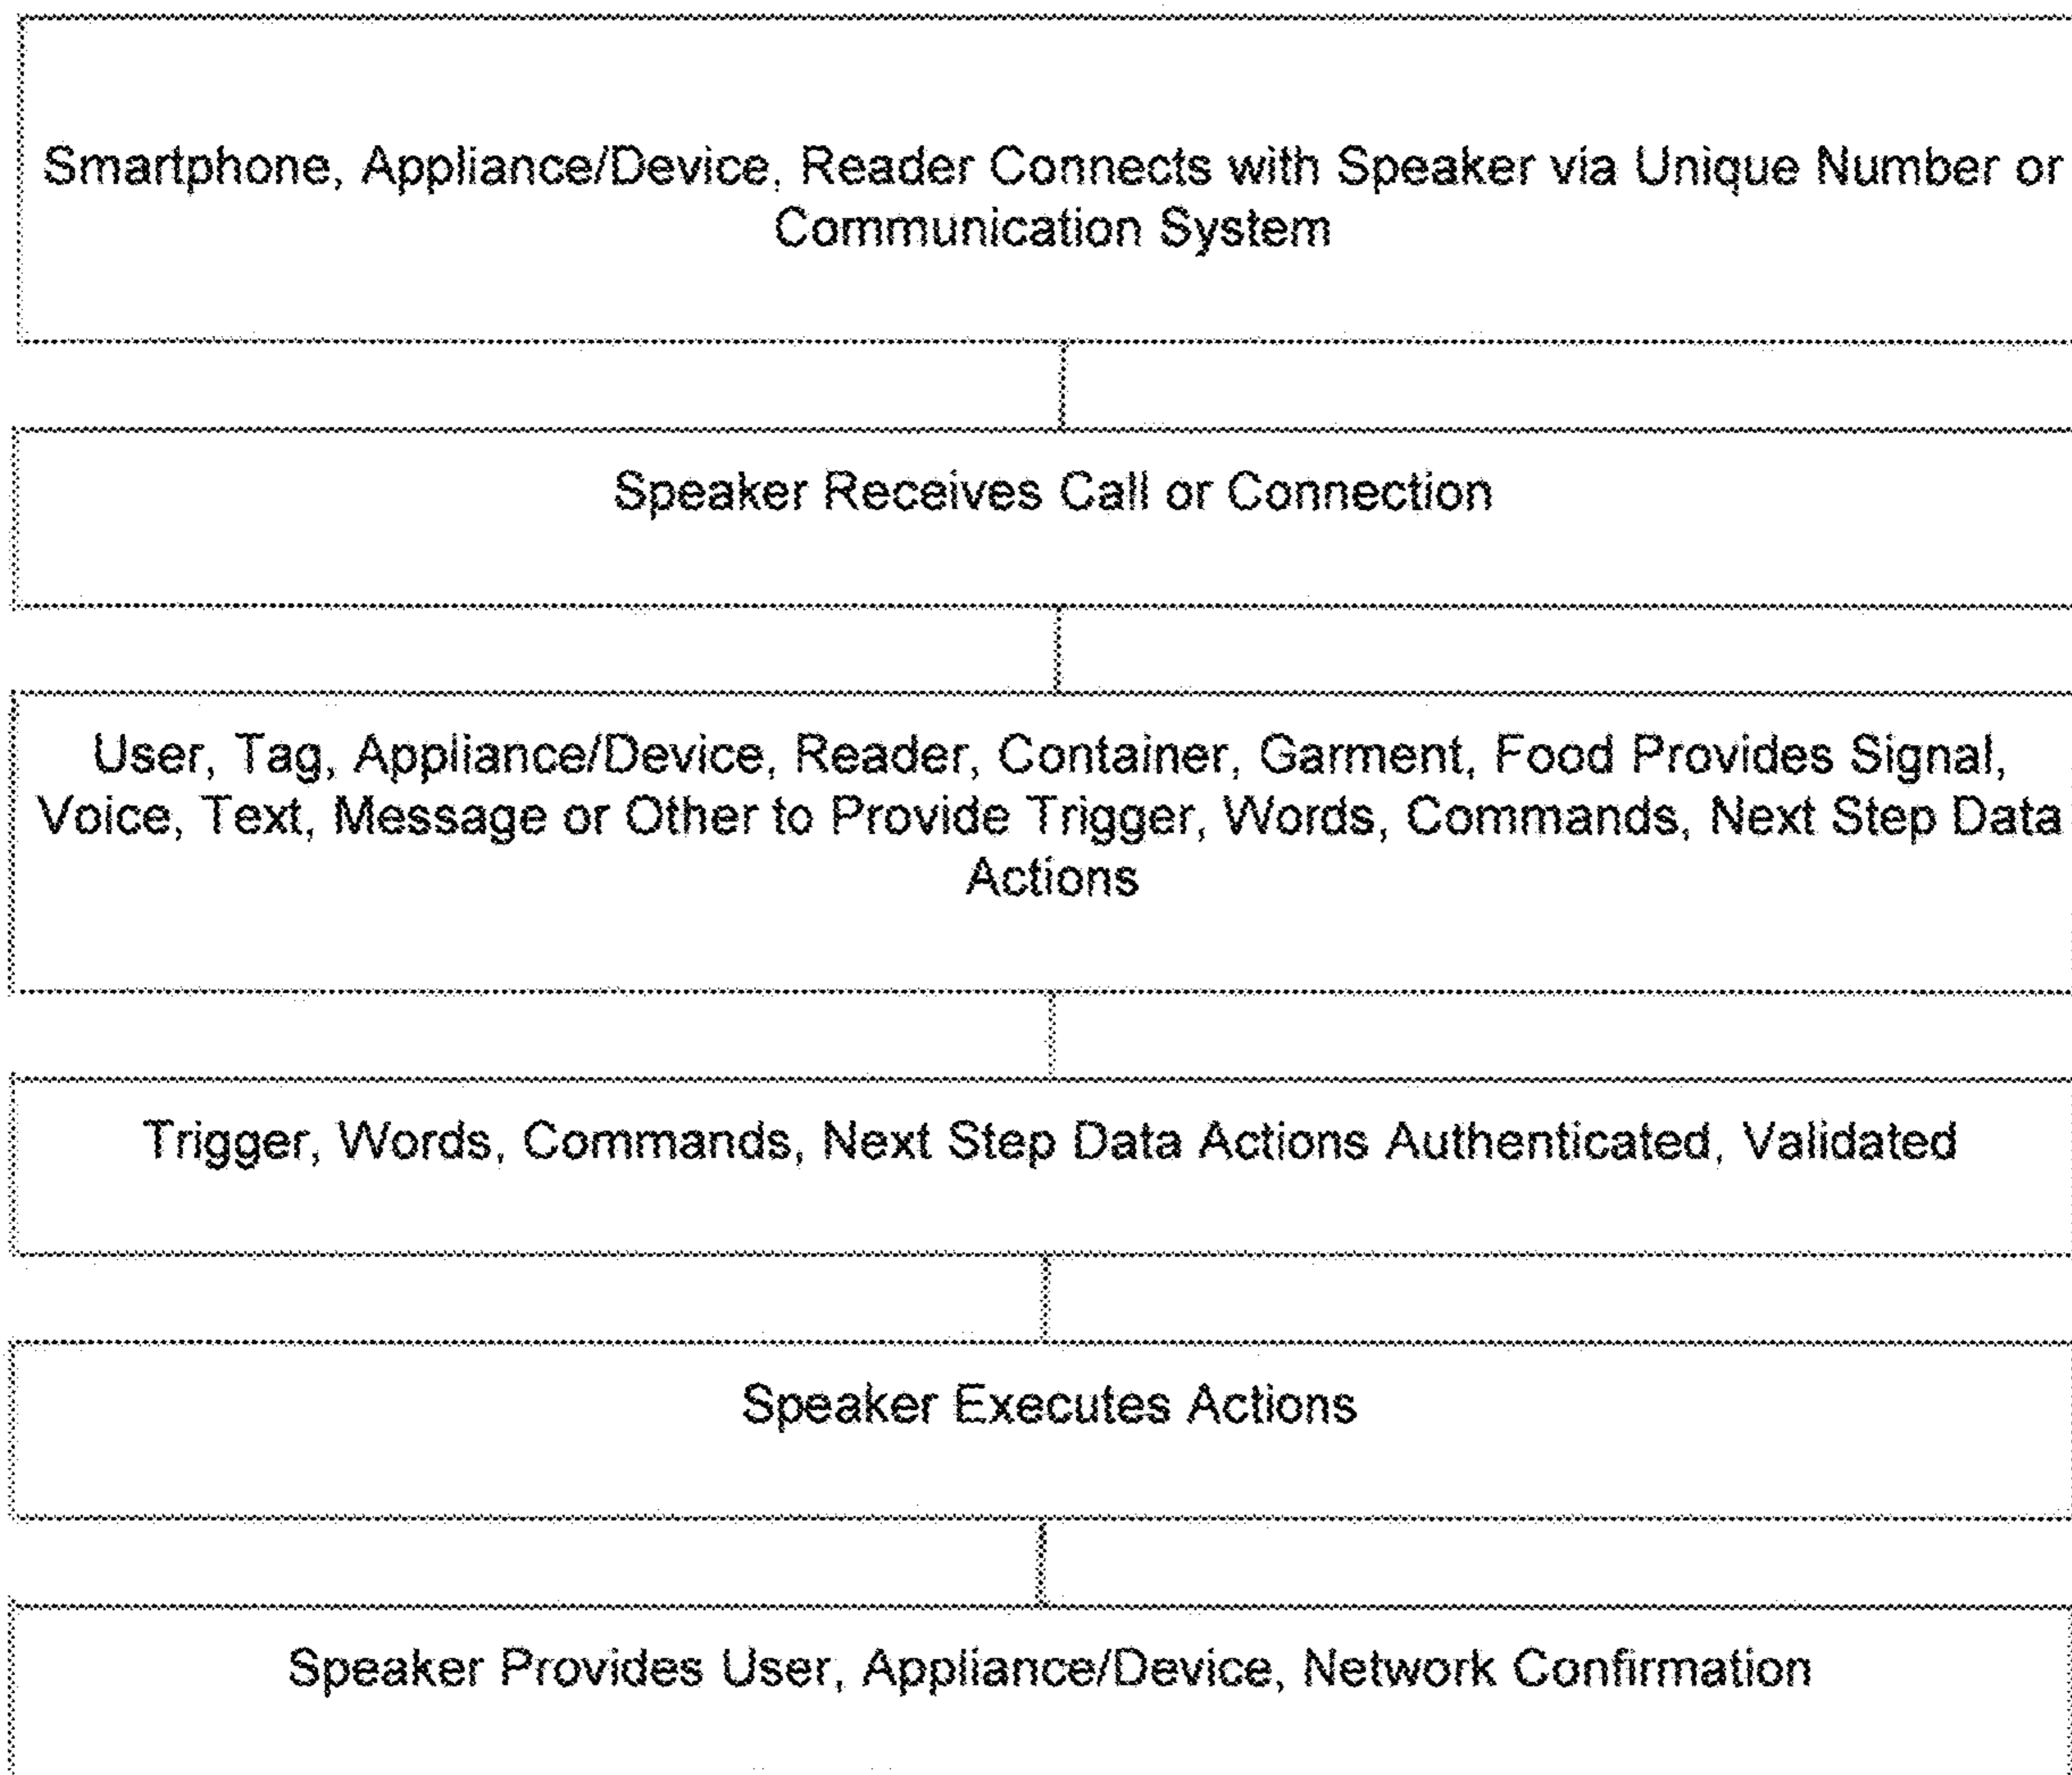 Smartphone, Appliance/Device, Reader Connects with Speaker via Unique Number or
Communication System
Speaker Receives Call or Connection
User, Tag, Appliance/Device, Reader, Container, Garment, Food Provides Signal,
Voice, Text, Message or Other to Provide Trigger, Words, Commands, Next Step Data
Actions
Trigger, Words, Commands, Next Step Data Actions Authenticated, Validated
Speaker Executes Actions
Speaker Provides User, Appliance/Device, Network Confirmation